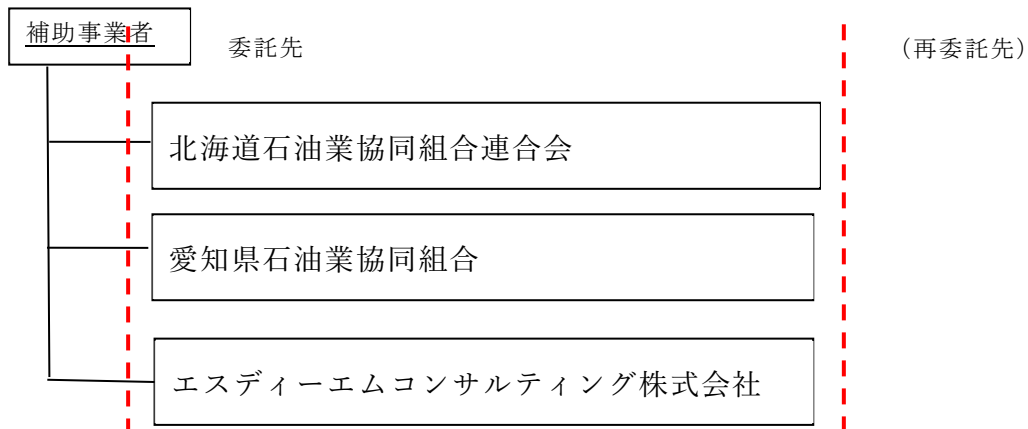 補助事業者
委託先
(再委託先)
北海道石油業協同組合連合会
愛知県石油業協同組合
エスディーエムコンサルティング株式会社